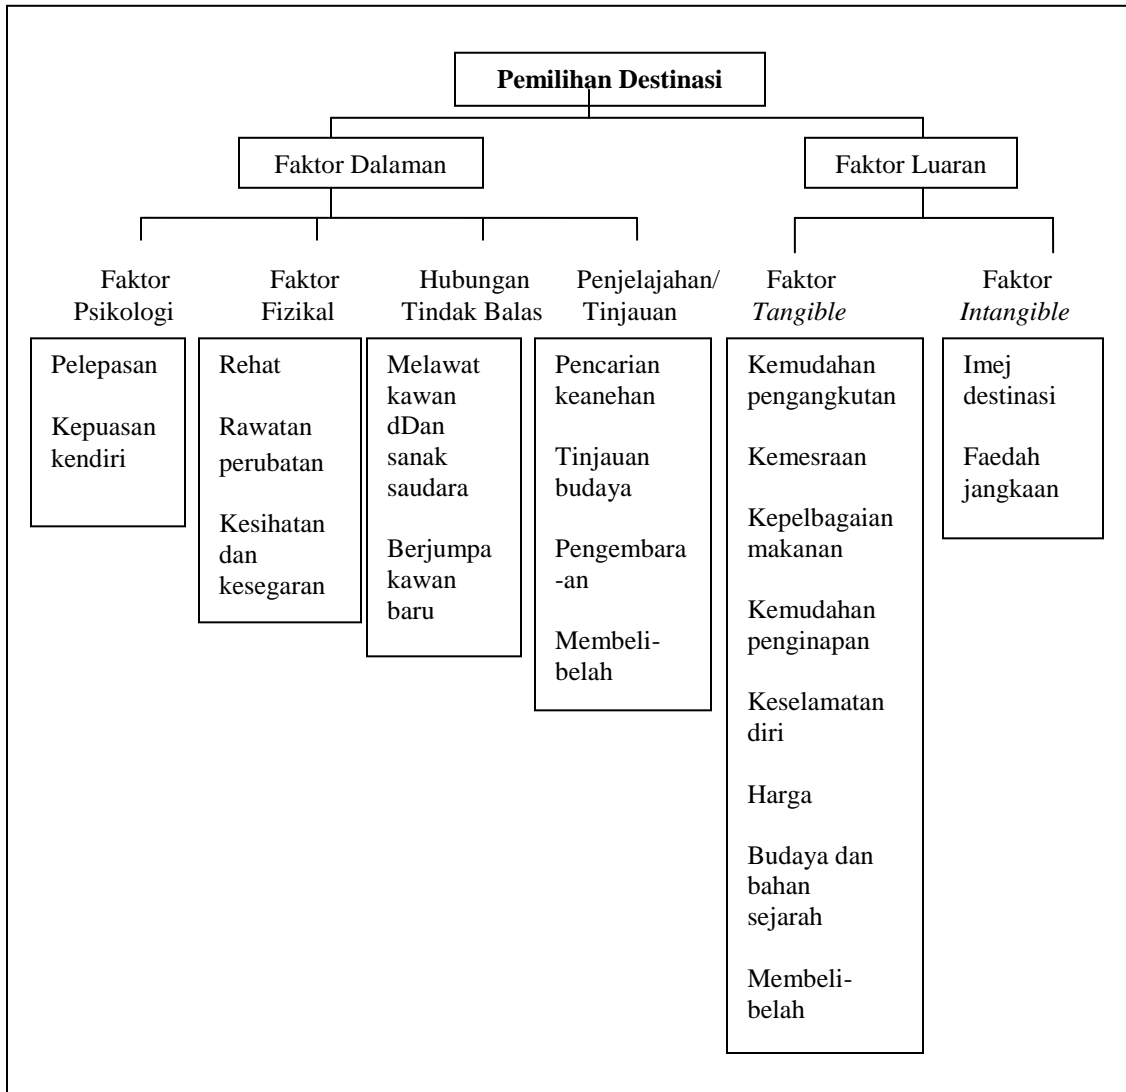 Pemilihan Destinasi
Faktor Dalaman
Faktor Luaran
Faktor
Psikologi
Faktor
Fizikal
Hubungan
Tindak Balas
Penjelajahan/
Tinjauan
Faktor
Tangible
Faktor
Intangible
Pelepasan
Kepuasan
kendiri
Rehat
Rawatan
perubatan
Kesihatan
dan
kesegaran
Melawat
kawan
dDan
sanak
saudara
Berjumpa
kawan
baru
Pencarian
keanehan
Tinjauan
budaya
Pengembara
-an
Membeli-
belah
Kemudahan
pengangkutan
Kemesraan
Kepelbagaian
makanan
Kemudahan
penginapan
Keselamatan
diri
Harga
Budaya dan
bahan
sejarah
Membeli-
belah
Imej
destinasi
Faedah
jangkaan